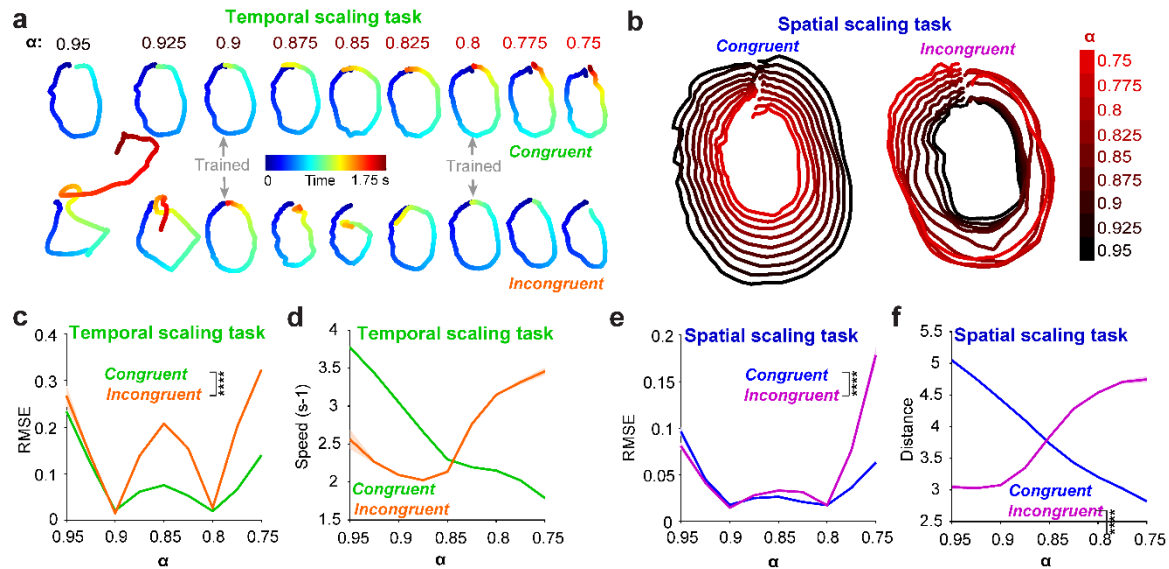 a
Temporal scaling task
α: 0.95 0.925 0.9 0.875 0.85 0.825 0.8 0.775 0.75
Trained
Trained
Congruent
0 Time 1.75 s
Incongruent
b
Spatial scaling task
Congruent
Incongruent
α
0.75
0.775
0.8
0.825
0.85
0.875
0.9
0.925
0.95
c
Temporal scaling task
0.4
0.3
0.2
0.1
0
RMSE
Congruent
Incongruent
****
0.95 0.9 0.85 0.8 0.75
α
d
Temporal scaling task
4
3.5
3
2.5
2
1.5
Speed (s-1)
Congruent
Incongruent
0.95 0.9 0.85 0.8 0.75
α
e
Spatial scaling task
0.2
0.15
0.1
0.05
0
RMSE
Congruent
Incongruent
****
0.95 0.9 0.85 0.8 0.75
α
f
Spatial scaling task
5.5
5
4.5
4
3.5
3
2.5
Distance
Congruent
Incongruent
****
0.95 0.9 0.85 0.8 0.75
α